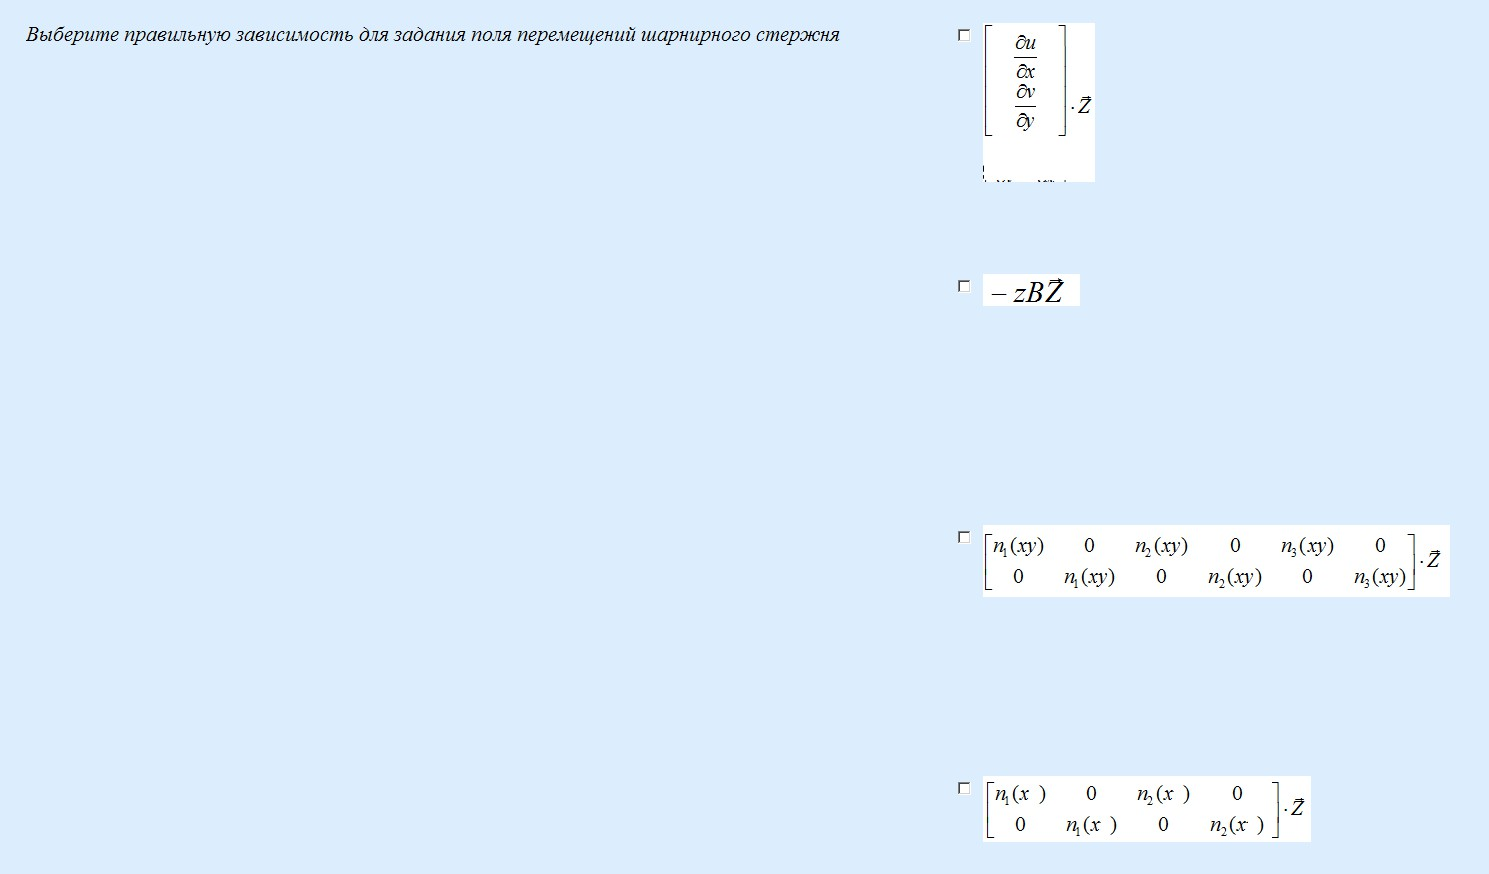 Выберите правильную зависимость для задания поля перемещений шарнирного стержня
∂u
∂x
∂v
∂y
· Z⃗
– zBZ⃗
n₁(xy) 0 n₂(xy) 0 n₃(xy) 0
0 n₁(xy) 0 n₂(xy) 0 n₃(xy)
· Z⃗
n₁(x ) 0 n₂(x ) 0
0 n₁(x ) 0 n₂(x )
· Z⃗